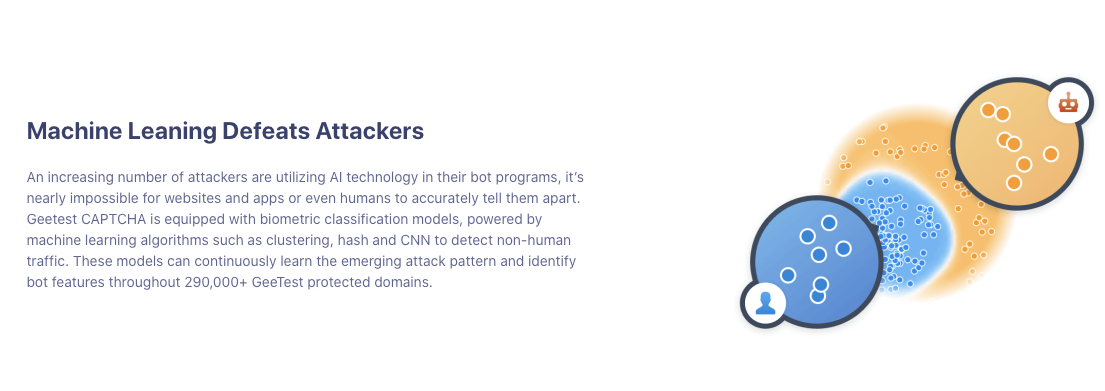 Machine Leaning Defeats Attackers
An increasing number of attackers are utilizing AI technology in their bot programs, it’s
nearly impossible for websites and apps or even humans to accurately tell them apart.
Geetest CAPTCHA is equipped with biometric classification models, powered by
machine learning algorithms such as clustering, hash and CNN to detect non-human
traffic. These models can continuously learn the emerging attack pattern and identify
bot features throughout 290,000+ GeeTest protected domains.